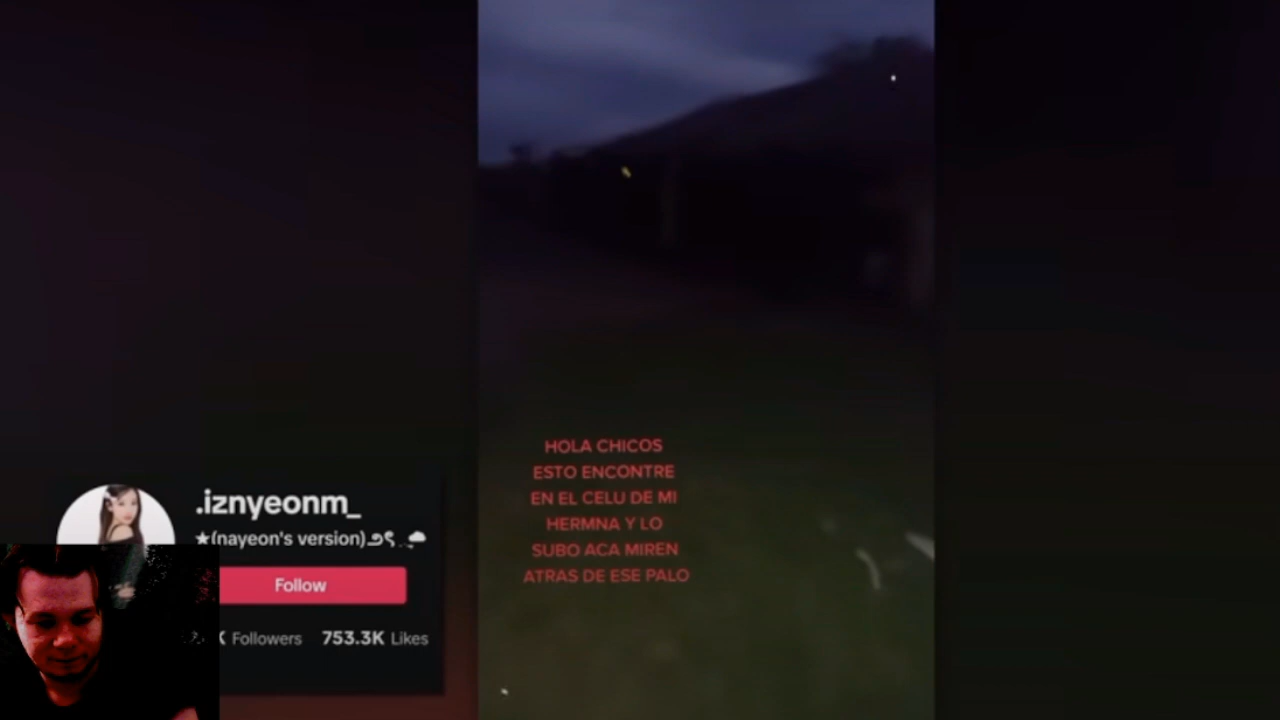 .iznyeonm_
★(nayeon's version)
Follow
K Followers 753.3K Likes
HOLA CHICOS
ESTO ENCONTRE
EN EL CELU DE MI
HERMNA Y LO
SUBO ACA MIREN
ATRAS DE ESE PALO